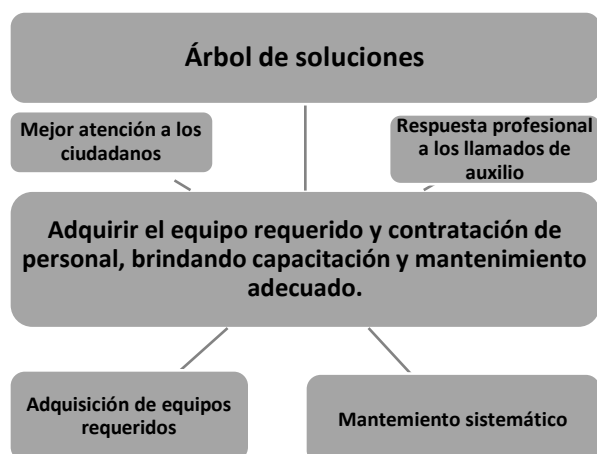 Árbol de soluciones
Mejor atención a los
ciudadanos
Respuesta profesional
a los llamados de
auxilio
Adquirir el equipo requerido y contratación de
personal, brindando capacitación y mantenimiento
adecuado.
Adquisición de equipos
requeridos
Mantemiento sistemático